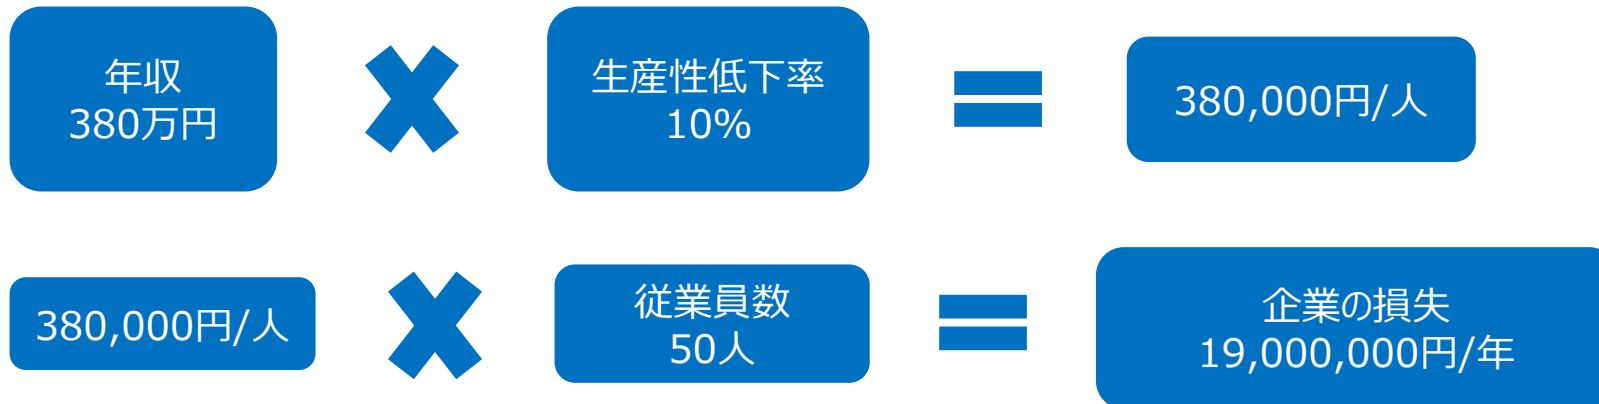 年収
380万円
生産性低下率
10%
380,000円/人
380,000円/人
従業員数
50人
企業の損失
19,000,000円/年